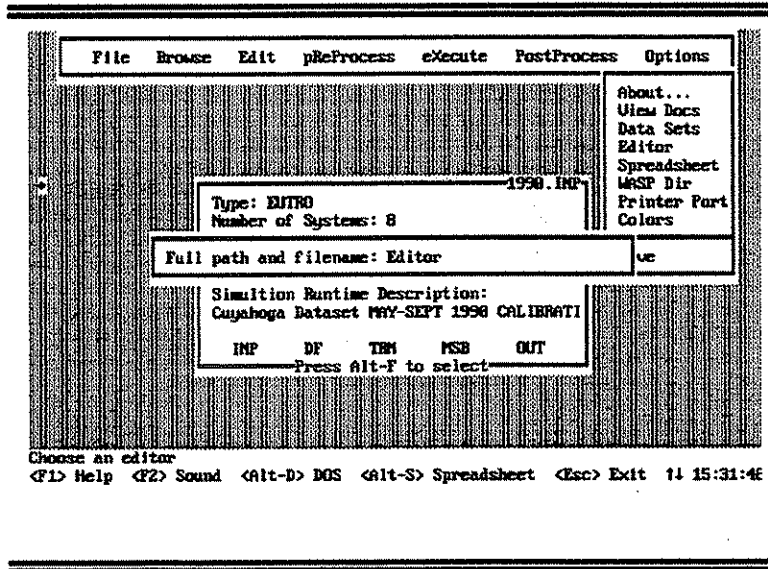 File Browse Edit pReProcess eXecute PostProcess Options
About...
View Docs
Data Sets
Editor
Spreadsheet
WASP Dir
Printer Port
Colors
ve
1990.INP
Type: EUTRO
Number of Systems: 8
Full path and filename: Editor
Simultion Runtime Description:
Cuyahoga Dataset MAY-SEPT 1990 CALIBRATI
INP DF TRM MSB OUT
Press Alt-F to select
Choose an editor
<F1> Help <F2> Sound <Alt-D> DOS <Alt-S> Spreadsheet <Esc> Exit ↑↓ 15:31:48